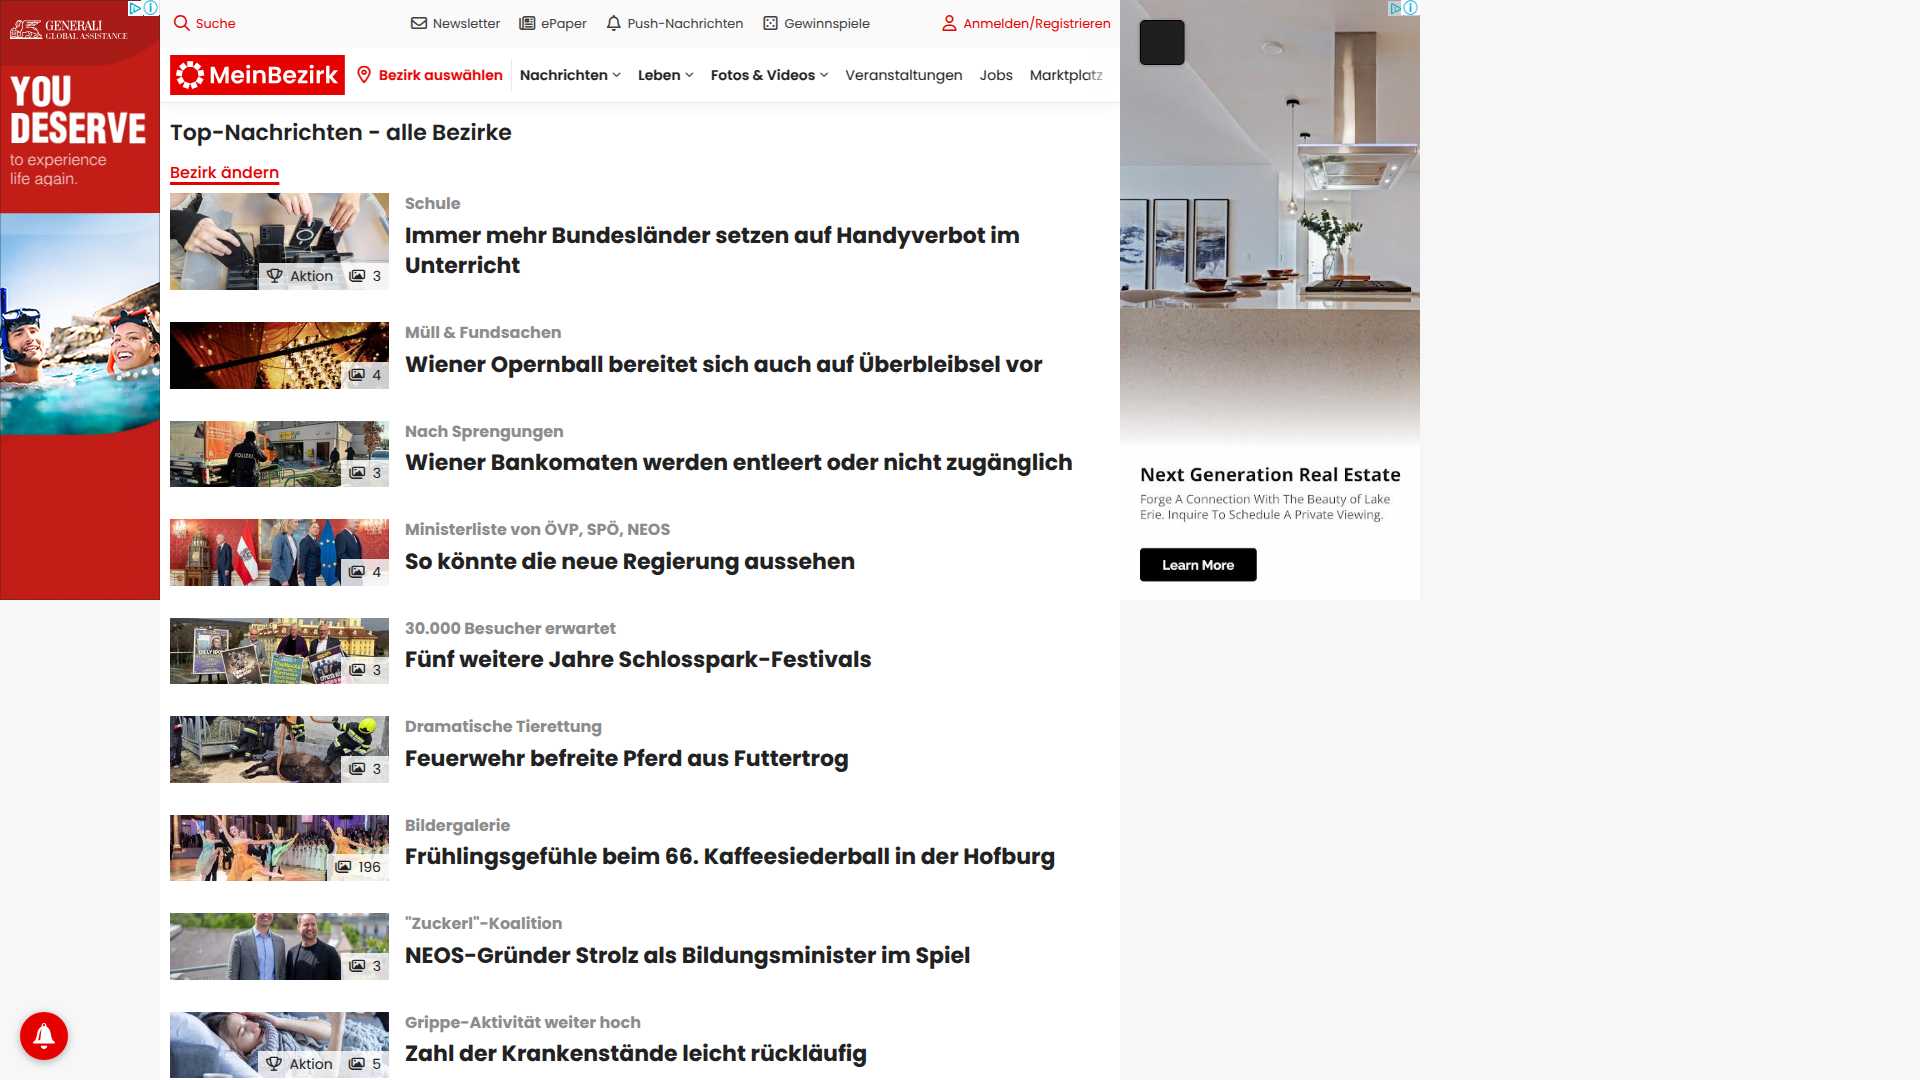 GENERALI
GLOBAL ASSISTANCE
YOU
DESERVE
to experience
life again.
Suche
Newsletter
ePaper
Push-Nachrichten
Gewinnspiele
Anmelden/Registrieren
MeinBezirk
Bezirk auswählen
Nachrichten
Leben
Fotos & Videos
Veranstaltungen
Jobs
Marktplatz
Top-Nachrichten - alle Bezirke
Bezirk ändern
Aktion 3
Schule
Immer mehr Bundesländer setzen auf Handyverbot im
Unterricht
4
Müll & Fundsachen
Wiener Opernball bereitet sich auch auf Überbleibsel vor
3
Nach Sprengungen
Wiener Bankomaten werden entleert oder nicht zugänglich
4
Ministerliste von ÖVP, SPÖ, NEOS
So könnte die neue Regierung aussehen
3
30.000 Besucher erwartet
Fünf weitere Jahre Schlosspark-Festivals
3
Dramatische Tierettung
Feuerwehr befreite Pferd aus Futtertrog
196
Bildergalerie
Frühlingsgefühle beim 66. Kaffeesiederball in der Hofburg
3
"Zuckerl"-Koalition
NEOS-Gründer Strolz als Bildungsminister im Spiel
Aktion 5
Grippe-Aktivität weiter hoch
Zahl der Krankenstände leicht rückläufig
Next Generation Real Estate
Forge A Connection With The Beauty of Lake
Erie. Inquire To Schedule A Private Viewing.
Learn More